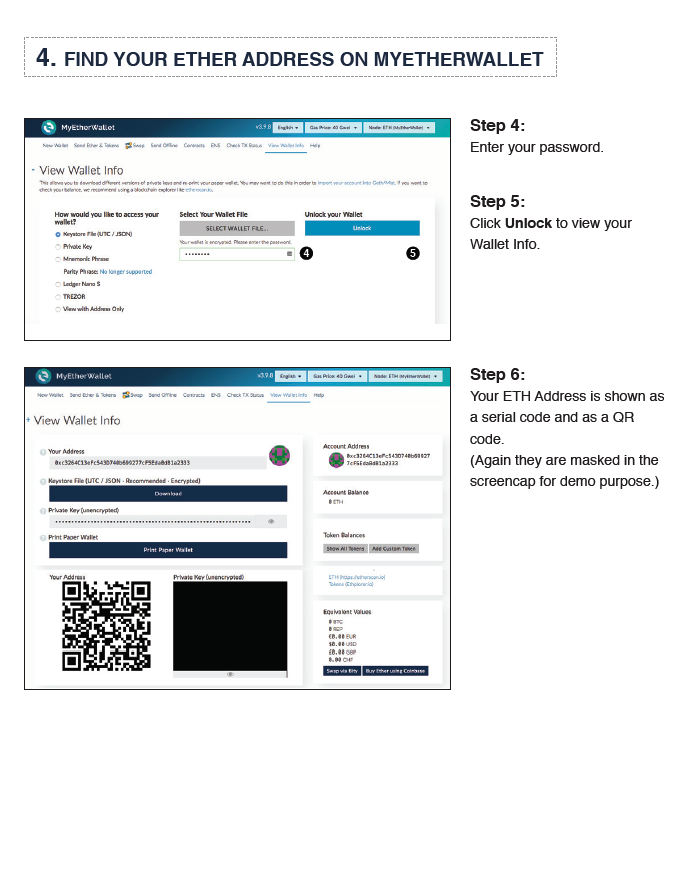 4. FIND YOUR ETHER ADDRESS ON MYETHERWALLET
MyEtherWallet
v3.9.8 English Gas Price: 40 Gwei Node: ETH (MyEtherWallet)
New Wallet Send Ether & Tokens Swap Send Offline Contracts ENS Check TX Status View Wallet Info Help
View Wallet Info
This allows you to download different versions of private keys and re-print your paper wallet. You may want to do this in order to import your account into Geth/Mist. If you want to
check your balance, we recommend using a blockchain explorer like etherscan.io.
How would you like to access your
wallet?
Keystore File (UTC / JSON)
Private Key
Mnemonic Phrase
Parity Phrase: No longer supported
Ledger Nano S
TREZOR
View with Address Only
Select Your Wallet File
SELECT WALLET FILE...
Your wallet is encrypted. Please enter the password.
4
Unlock your Wallet
Unlock
5
Step 4:
Enter your password.
Step 5:
Click Unlock to view your
Wallet Info.
MyEtherWallet
v3.9.8 English Gas Price: 40 Gwei Node: ETH (MyEtherWallet)
New Wallet Send Ether & Tokens Swap Send Offline Contracts ENS Check TX Status View Wallet Info Help
+ View Wallet Info
Your Address
Keystore File (UTC / JSON · Recommended · Encrypted)
Download
Private Key (unencrypted)
Print Paper Wallet
Print Paper Wallet
Your Address
Private Key (unencrypted)
Account Address
Account Balance
0 ETH
Token Balances
Show All Tokens Add Custom Token
ETH (https://etherscan.io)
Tokens (Ethplorer.io)
Equivalent Values
0 BTC
0 REP
€0.00 EUR
$0.00 USD
£0.00 GBP
0.00 CHF
Swap via Bity Buy Ether using Coinbase
Step 6:
Your ETH Address is shown as
a serial code and as a QR
code.
(Again they are masked in the
screencap for demo purpose.)